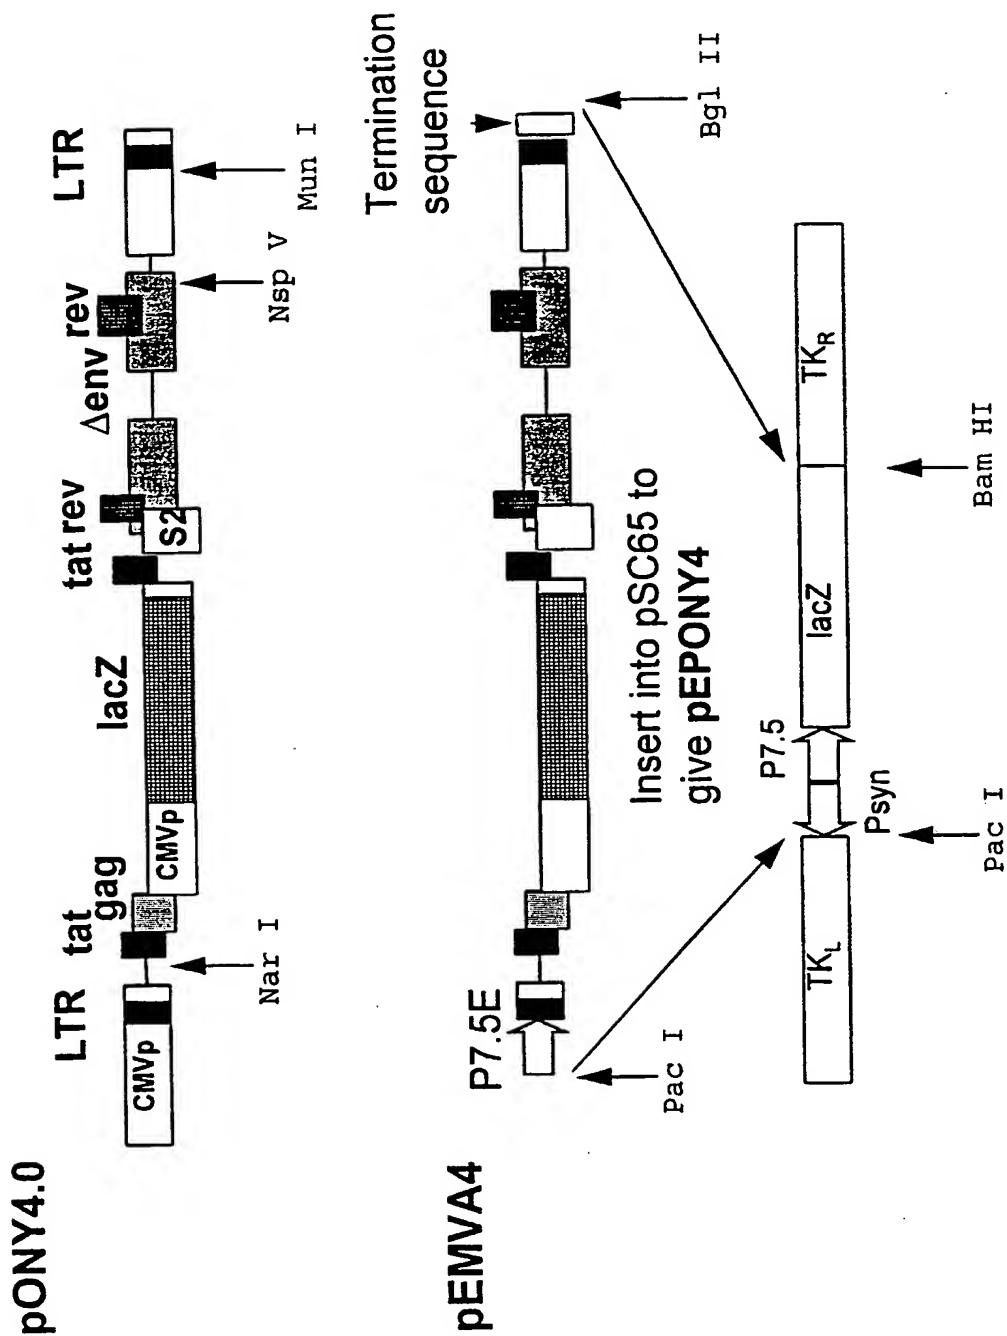 pONY4.0
LTR
tat
gag
lacZ
tat rev
Δenv
rev
LTR
CMVp
CMVp
S2
Nar I
Nsp V
Mun I
pEMVA4
P7.5E
Termination
sequence
Pac I
Bgl II
Insert into pSC65 to
give pEPONY4
P7.5
TKL
lacZ
TKR
Psyn
Pac I
Bam HI